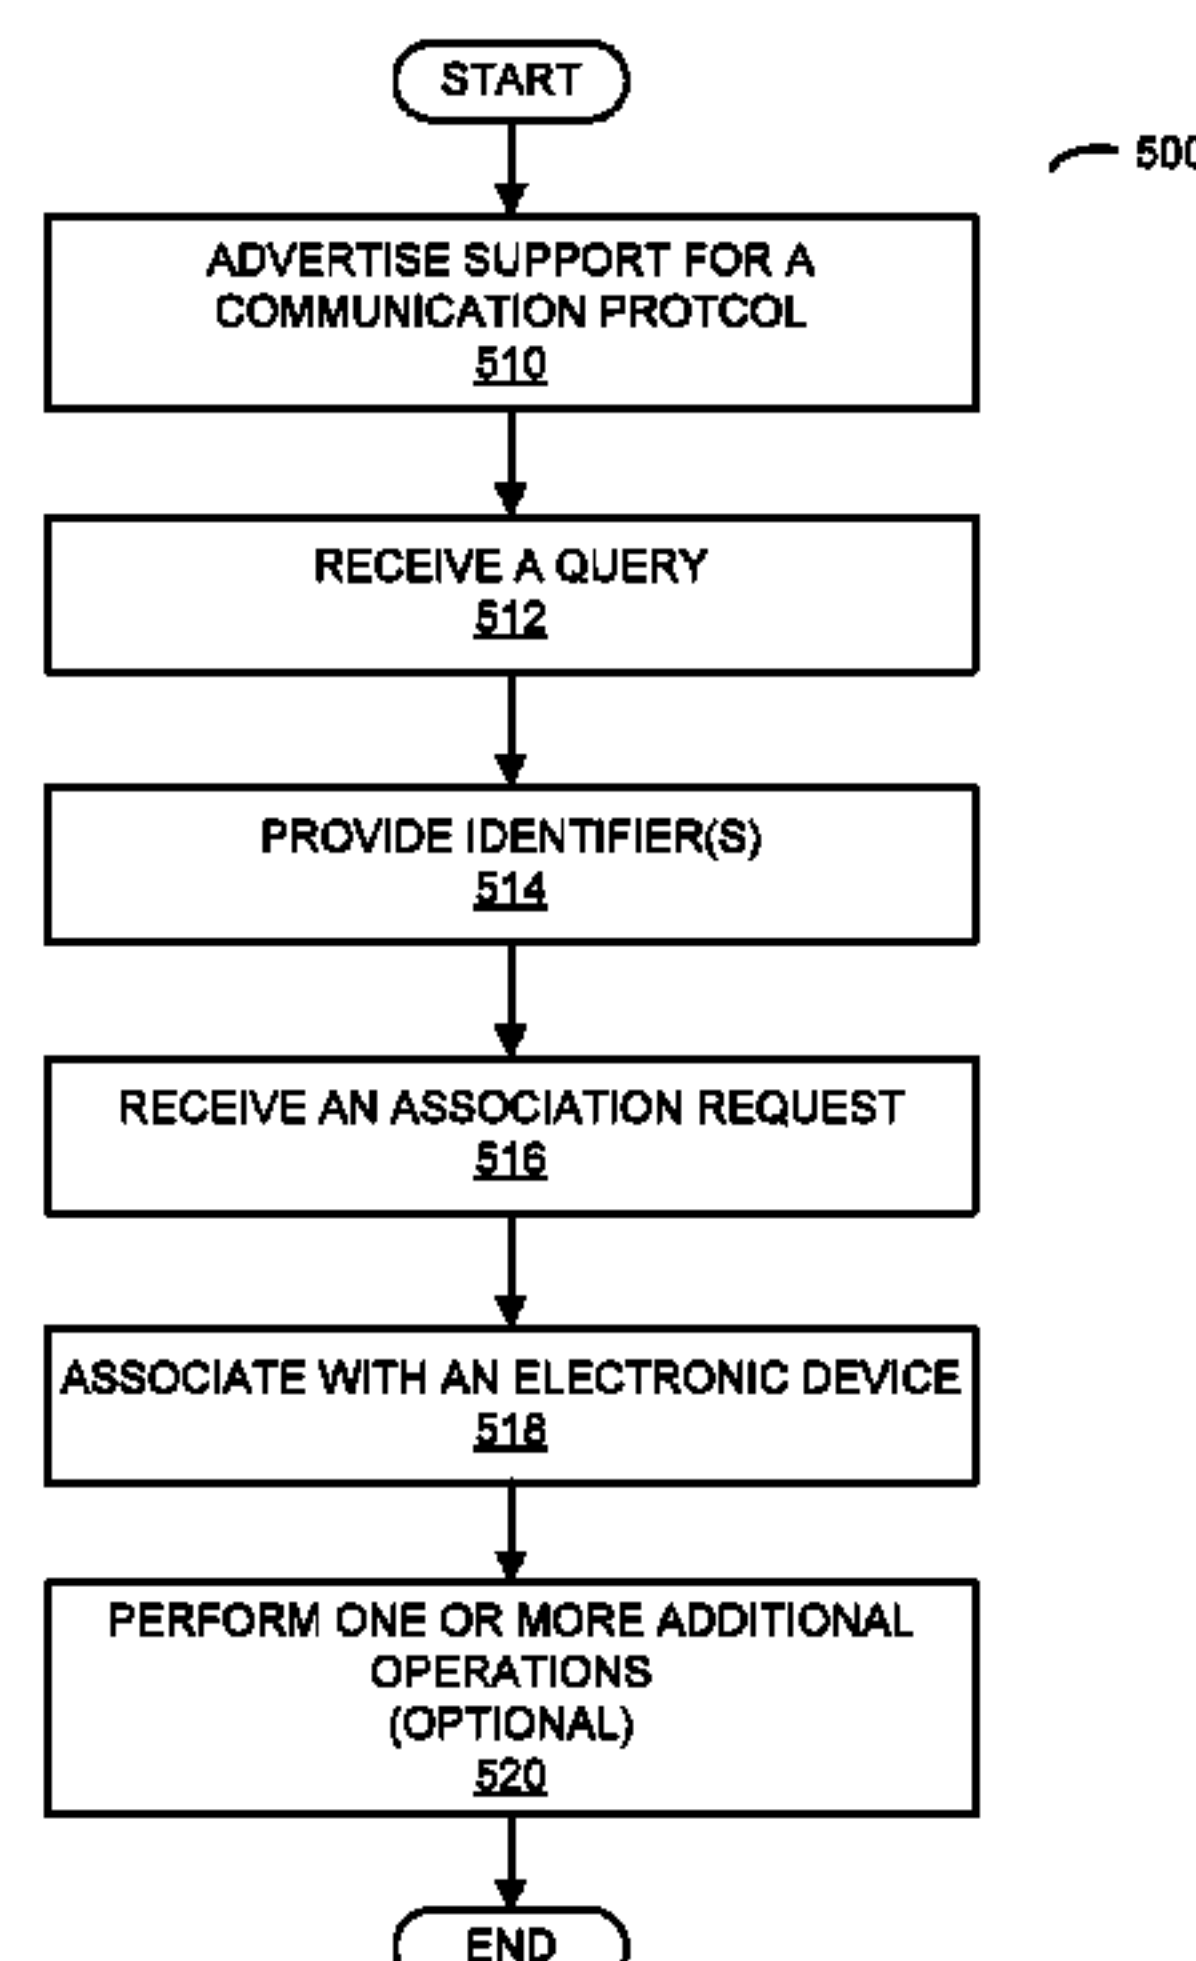 START
500
ADVERTISE SUPPORT FOR A
COMMUNICATION PROTCOL
510
RECEIVE A QUERY
512
PROVIDE IDENTIFIER(S)
514
RECEIVE AN ASSOCIATION REQUEST
516
ASSOCIATE WITH AN ELECTRONIC DEVICE
518
PERFORM ONE OR MORE ADDITIONAL
OPERATIONS
(OPTIONAL)
520
END